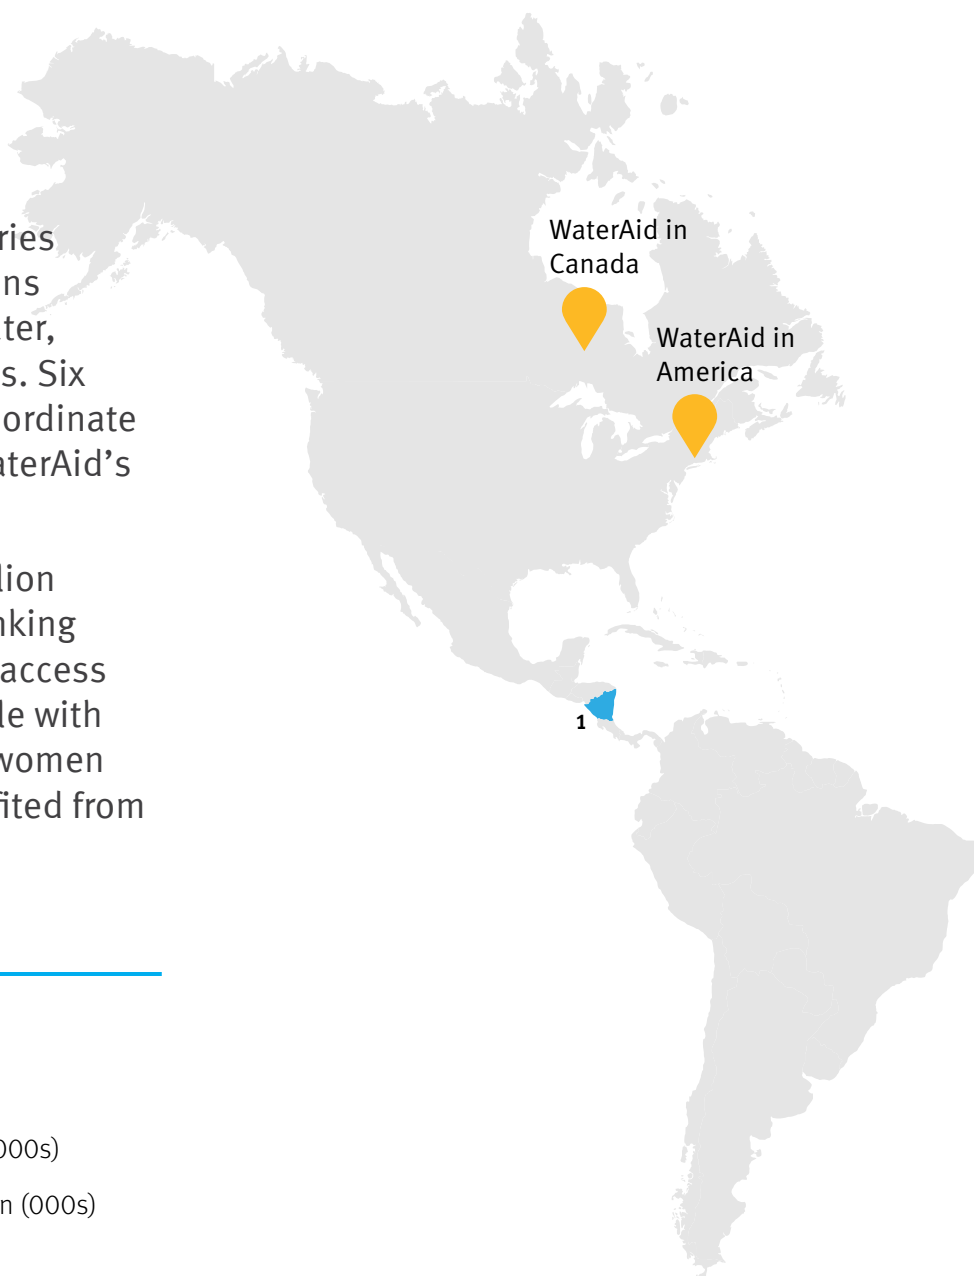 ries
ns
ter,
s. Six
ordinate
aterAid's
lion
nking
access
le with
women
fited from
000s)
n (000s)
WaterAid in
Canada
WaterAid in
America
1